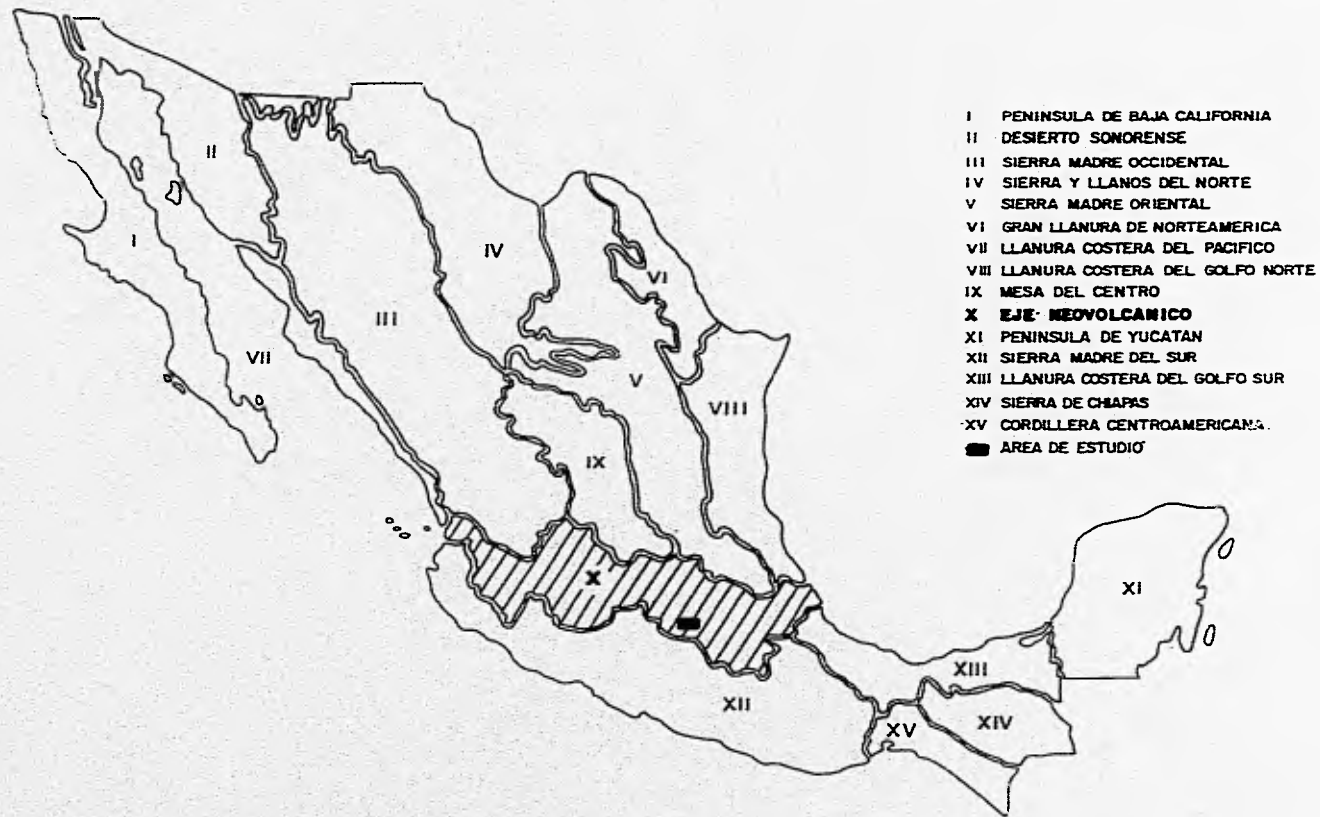 I PENINSULA DE BAJA CALIFORNIA
II DESIERTO SONORENSE
III SIERRA MADRE OCCIDENTAL
IV SIERRA Y LLANOS DEL NORTE
V SIERRA MADRE ORIENTAL
VI GRAN LLANURA DE NORTEAMERICA
VII LLANURA COSTERA DEL PACIFICO
VIII LLANURA COSTERA DEL GOLFO NORTE
IX MESA DEL CENTRO
X EJE NEOVOLCANICO
XI PENINSULA DE YUCATAN
XII SIERRA MADRE DEL SUR
XIII LLANURA COSTERA DEL GOLFO SUR
XIV SIERRA DE CHIAPAS
XV CORDILLERA CENTROAMERICANA.
AREA DE ESTUDIO
II
I
IV
VI
III
VII
V
VIII
IX
X
XI
XIII
XII
XV
XIV